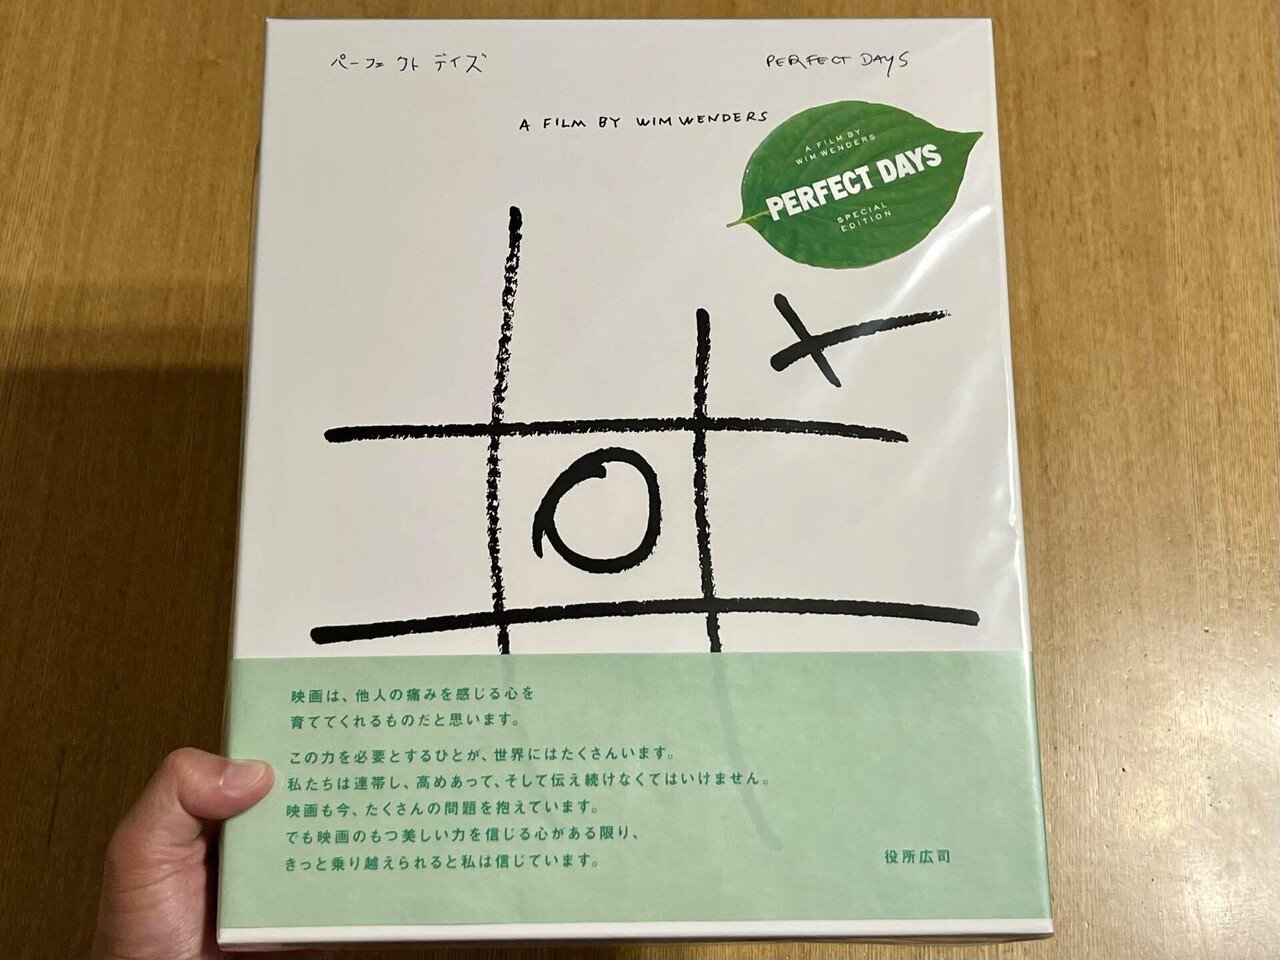 パーフェクト デイズ
PERFECT DAYS
A FILM BY WIM WENDERS
A FILM BY
WIM WENDERS
PERFECT DAYS
SPECIAL
EDITION
映画は、他人の痛みを感じる心を
育ててくれるものだと思います。
この力を必要とするひとが、世界にはたくさんいます。
私たちは連帯し、高めあって、そして伝え続けなくてはいけません。
映画も今、たくさんの問題を抱えています。
でも映画のもつ美しい力を信じる心がある限り、
きっと乗り越えられると私は信じています。
役所広司